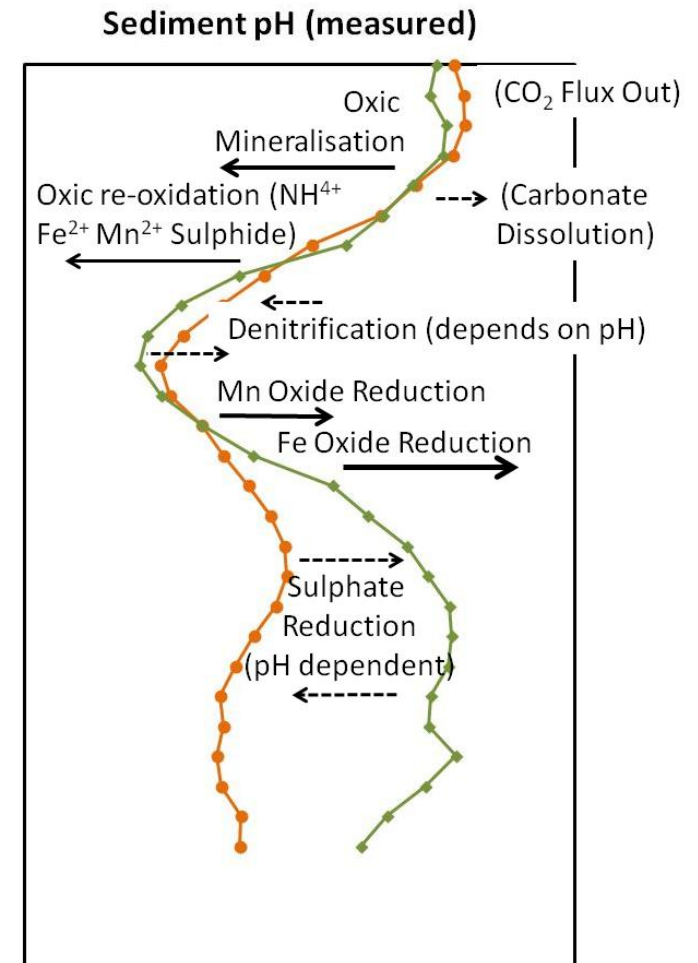 Sediment pH (measured)
(CO₂ Flux Out)
Oxic
Mineralisation
Oxic re-oxidation (NH⁴⁺
Fe²⁺ Mn²⁺ Sulphide)
(Carbonate
Dissolution)
Denitrification (depends on pH)
Mn Oxide Reduction
Fe Oxide Reduction
Sulphate
Reduction
(pH dependent)